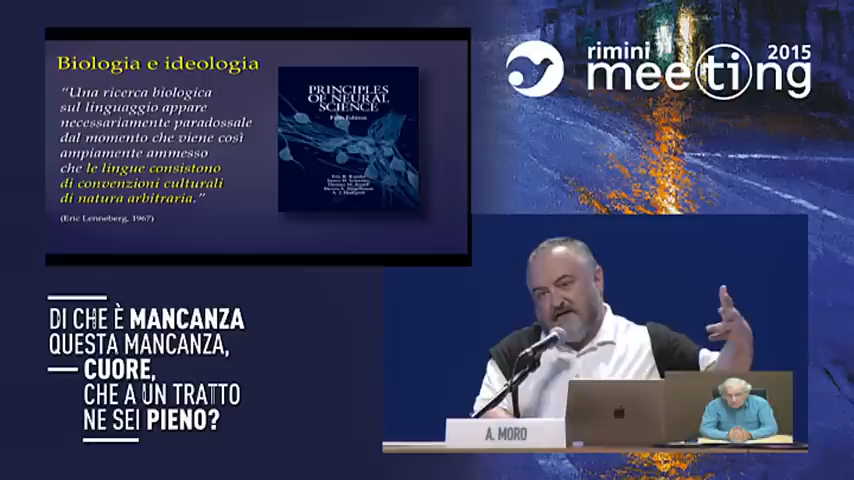 Biologia e ideologia
“Una ricerca biologica
sul linguaggio appare
necessariamente paradossale
dal momento che viene così
ampiamente ammesso
che le lingue consistono
di convenzioni culturali
di natura arbitraria.”
(Eric Lenneberg, 1967)
PRINCIPLES
OF NEURAL
SCIENCE
Fifth Edition
rimini
meeting
2015
DI CHE È MANCANZA
QUESTA MANCANZA,
CUORE,
CHE A UN TRATTO
NE SEI PIENO?
A. MORO